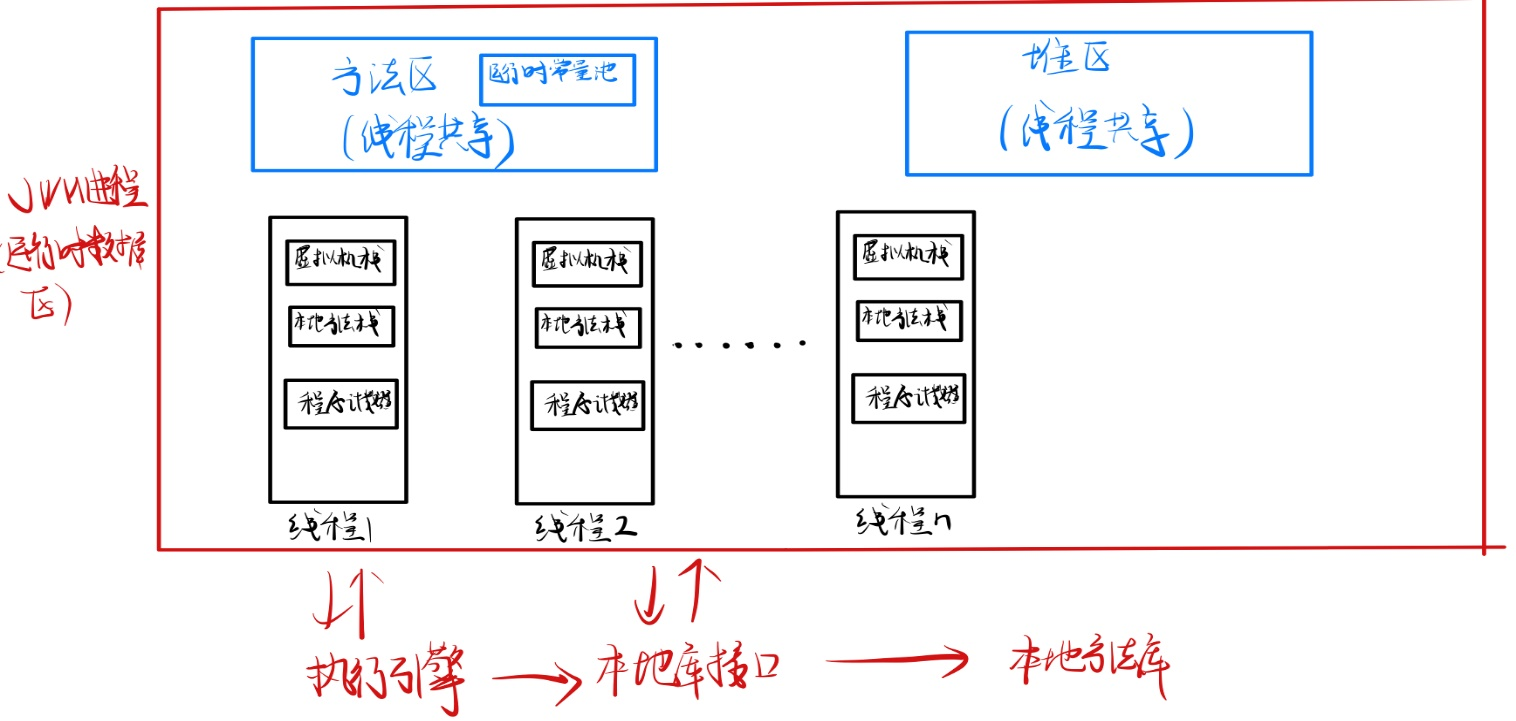 方法区
运行时常量池
(线程共享)
堆区
(线程共享)
JVM进程
(运行时数据
区)
虚拟机栈
本地方法栈
程序计数器
线程1
虚拟机栈
本地方法栈
程序计数器
线程2
......
虚拟机栈
本地方法栈
程序计数器
线程n
执行引擎
本地库接口
本地方法库